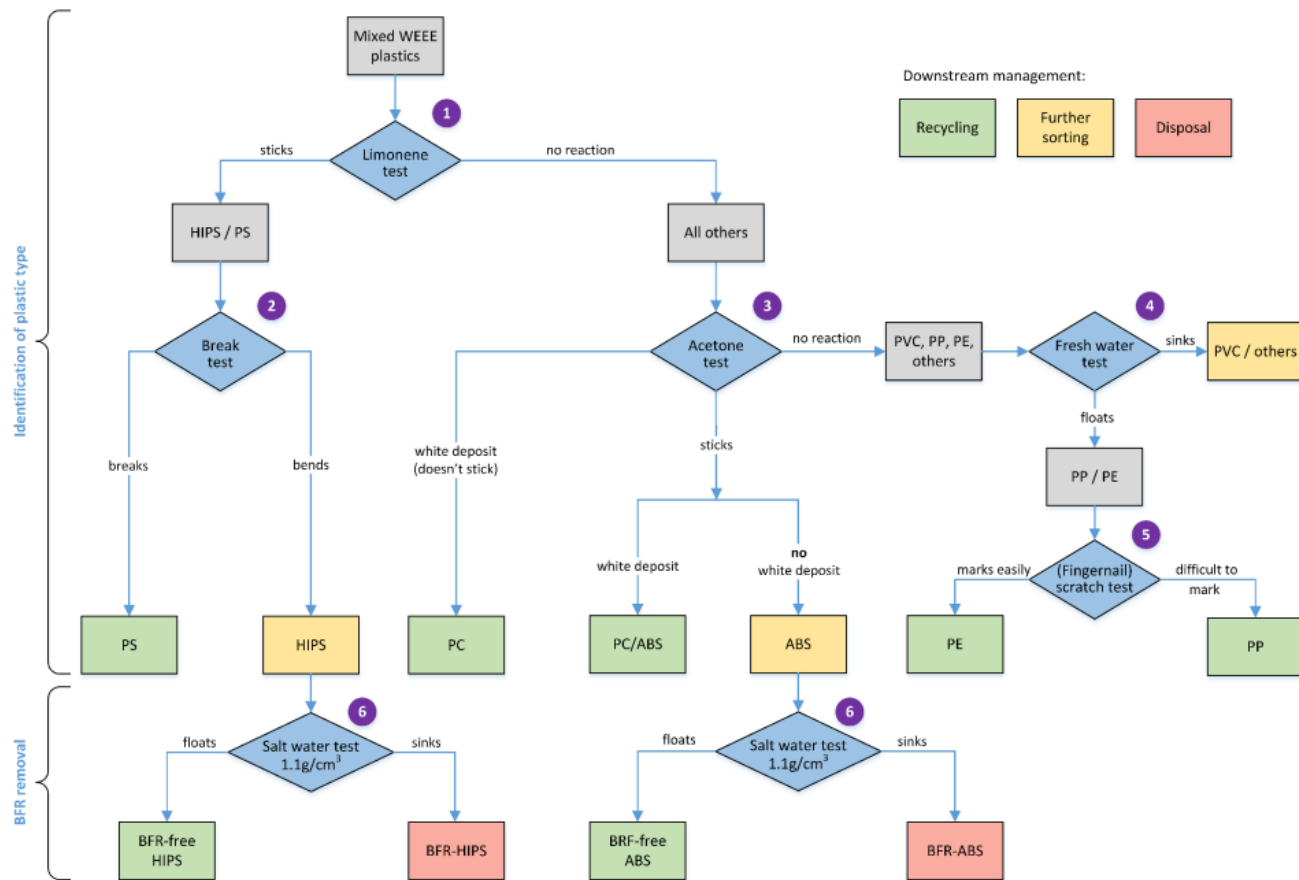 Mixed WEEE
plastics
Downstream management:
Recycling
Further
sorting
Disposal
1
Limonene
test
sticks
no reaction
HIPS / PS
All others
Identification of plastic type
2
Break
test
3
Acetone
test
no reaction
PVC, PP, PE,
others
4
Fresh water
test
sinks
PVC / others
floats
breaks
bends
white deposit
(doesn't stick)
sticks
PP / PE
5
(Fingernail)
scratch test
marks easily
difficult to
mark
white deposit
no
white deposit
PS
HIPS
PC
PC/ABS
ABS
PE
PP
BFR removal
6
Salt water test
1.1g/cm³
floats
sinks
6
Salt water test
1.1g/cm³
floats
sinks
BFR-free
HIPS
BFR-HIPS
BRF-free
ABS
BFR-ABS